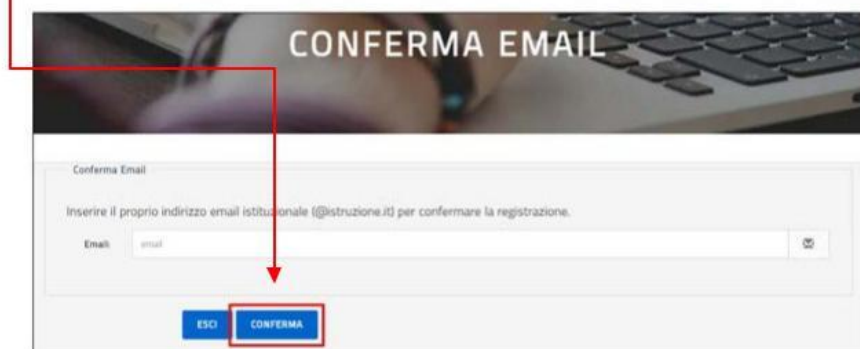 CONFERMA EMAIL
Conferma Email
Inserire il proprio indirizzo email istituzionale (@istruzione.it) per confermare la registrazione.
Email: email
ESCI CONFERMA